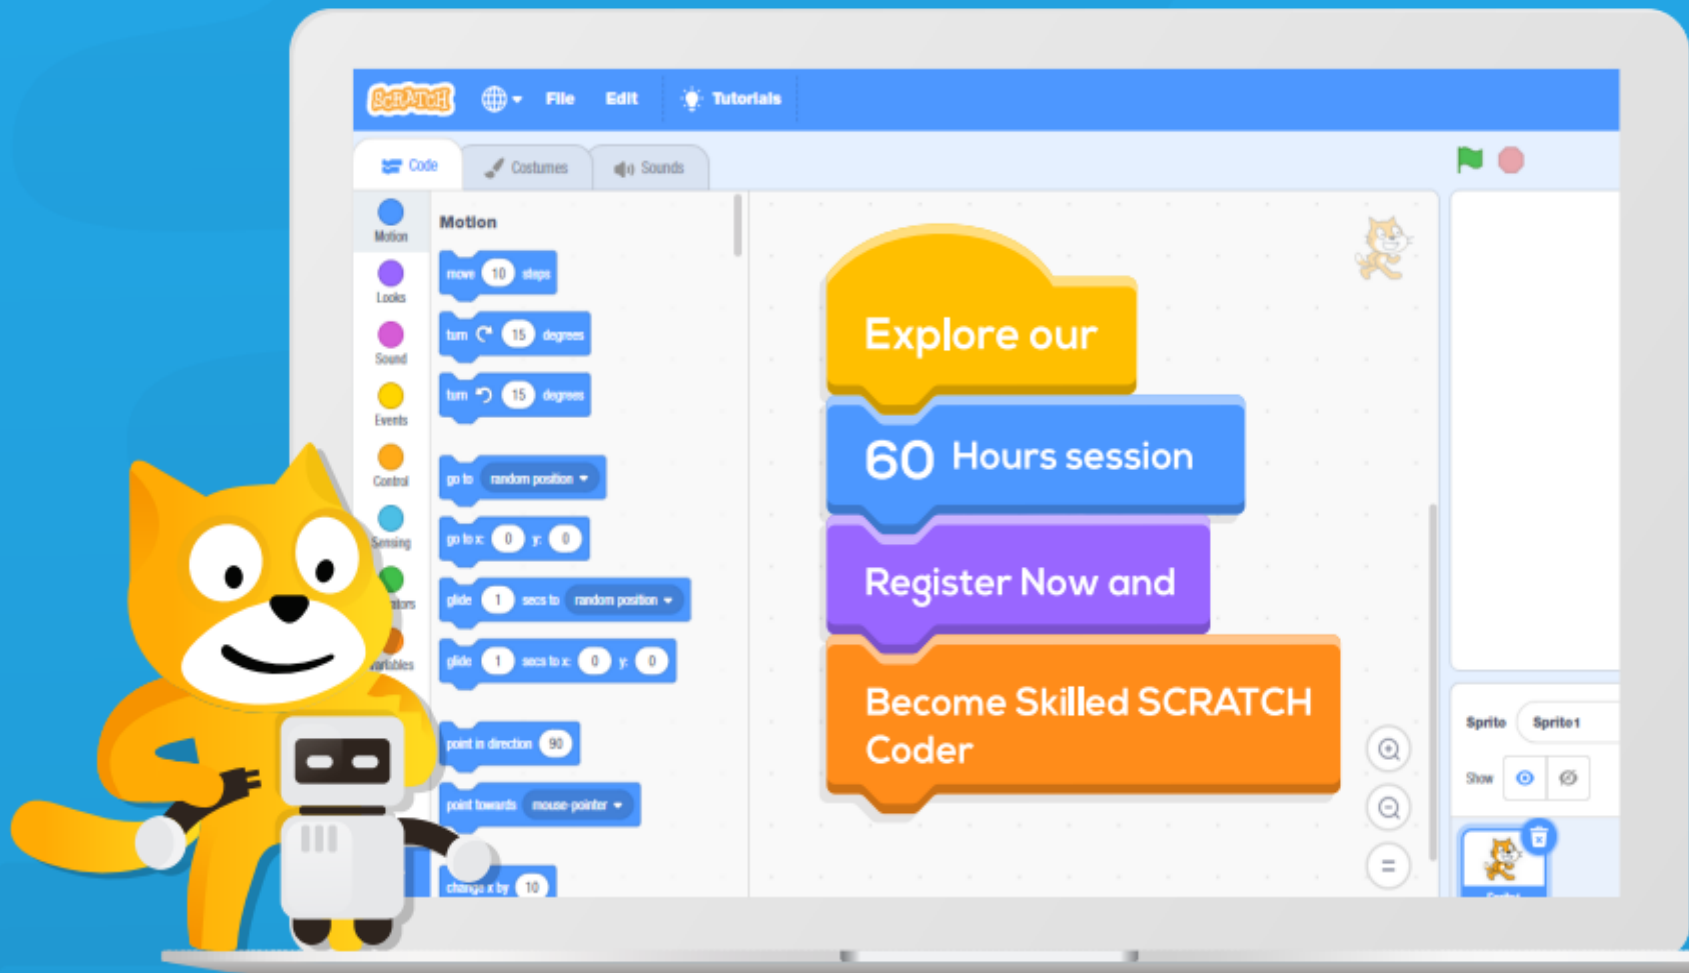 SCRATCH
File
Edit
Tutorials
Code
Costumes
Sounds
Motion
Looks
Sound
Events
Control
Sensing
Motion
move 10 steps
turn 15 degrees
turn 15 degrees
go to random position
go to x: 0 y: 0
glide 1 secs to random position
glide 1 secs to x: 0 y: 0
point in direction 90
point towards mouse-pointer
change x by 10
Explore our
60 Hours session
Register Now and
Become Skilled SCRATCH
Coder
Sprite Sprite1
Show